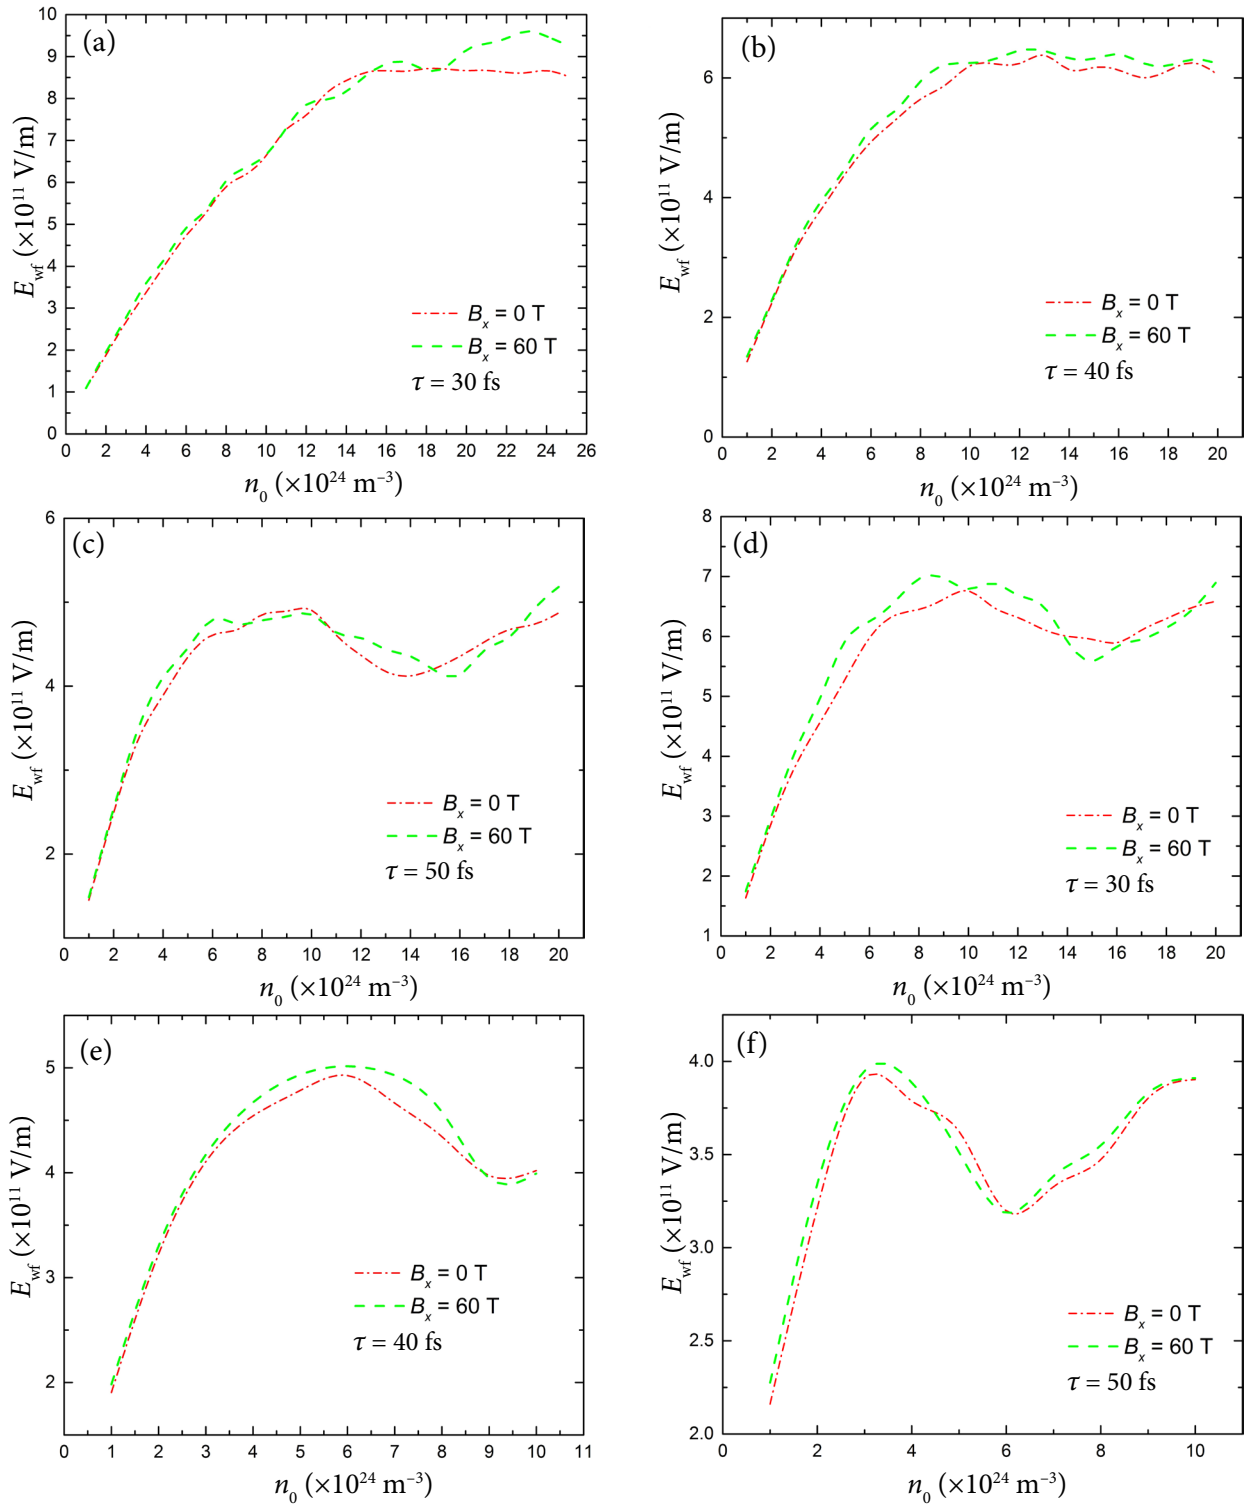 (a)
10
9
8
7
6
5
4
3
2
1
0
E_wf (×10^11 V/m)
B_x = 0 T
B_x = 60 T
τ = 30 fs
0 2 4 6 8 10 12 14 16 18 20 22 24 26
n_0 (×10^24 m^–3)
(b)
6
4
2
0
E_wf (×10^11 V/m)
B_x = 0 T
B_x = 60 T
τ = 40 fs
0 2 4 6 8 10 12 14 16 18 20
n_0 (×10^24 m^–3)
(c)
6
4
2
E_wf (×10^11 V/m)
B_x = 0 T
B_x = 60 T
τ = 50 fs
0 2 4 6 8 10 12 14 16 18 20
n_0 (×10^24 m^–3)
(d)
8
7
6
5
4
3
2
1
E_wf (×10^11 V/m)
B_x = 0 T
B_x = 60 T
τ = 30 fs
0 2 4 6 8 10 12 14 16 18 20
n_0 (×10^24 m^–3)
(e)
5
4
3
2
E_wf (×10^11 V/m)
B_x = 0 T
B_x = 60 T
τ = 40 fs
0 1 2 3 4 5 6 7 8 9 10 11
n_0 (×10^24 m^–3)
(f)
4.0
3.5
3.0
2.5
2.0
E_wf (×10^11 V/m)
B_x = 0 T
B_x = 60 T
τ = 50 fs
0 2 4 6 8 10
n_0 (×10^24 m^–3)